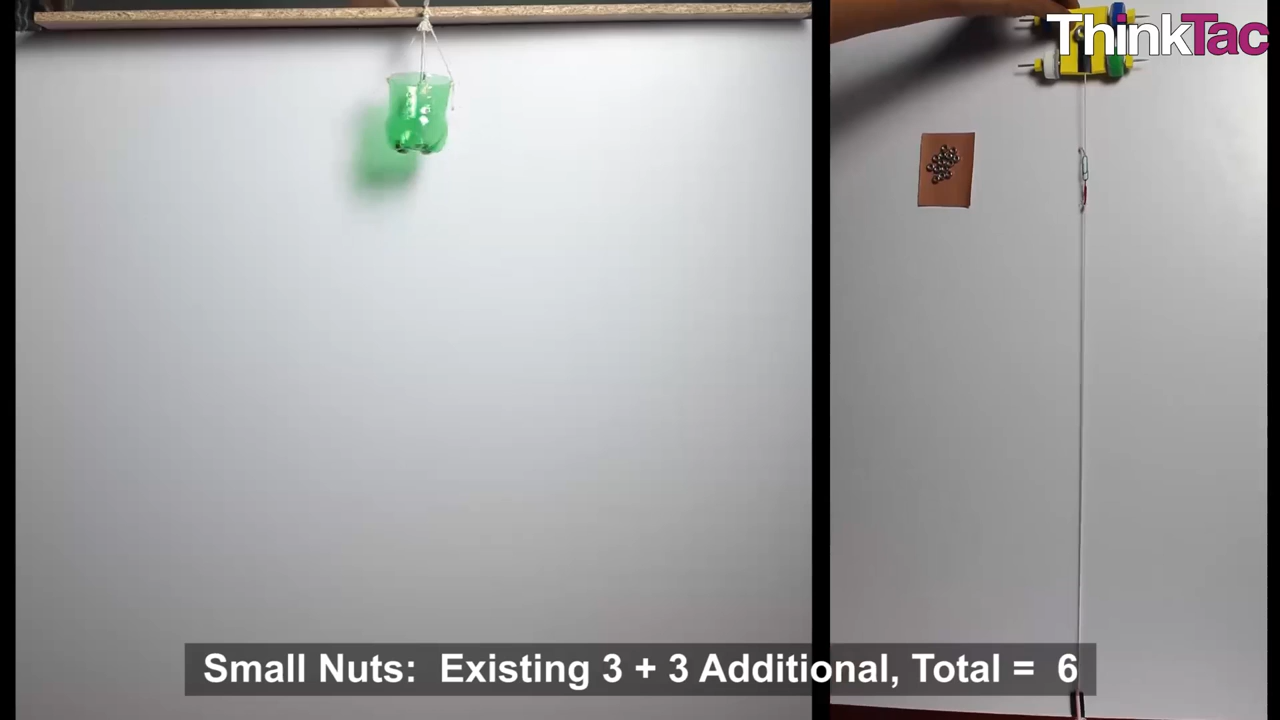 ThinkTac
Small Nuts: Existing 3 + 3 Additional, Total = 6